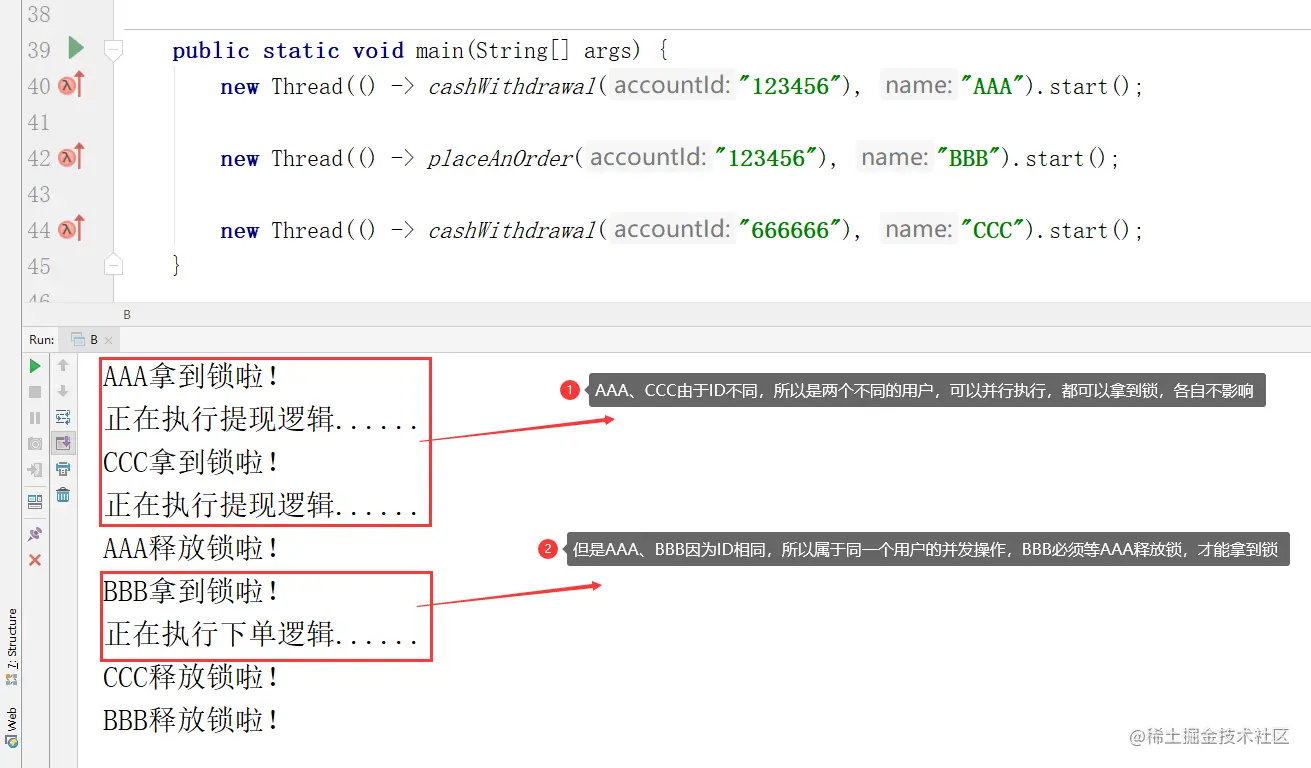 38
39 public static void main(String[] args) {
40 new Thread(() -> cashWithdrawal( accountId: "123456"), name: "AAA").start();
41
42 new Thread(() -> placeAnOrder( accountId: "123456"), name: "BBB").start();
43
44 new Thread(() -> cashWithdrawal( accountId: "666666"), name: "CCC").start();
45 }
46
B
Run: B
AAA拿到锁啦!
1 AAA、CCC由于ID不同，所以是两个不同的用户，可以并行执行，都可以拿到锁，各自不影响
正在执行提现逻辑......
CCC拿到锁啦!
正在执行提现逻辑......
AAA释放锁啦!
2 但是AAA、BBB因为ID相同，所以属于同一个用户的并发操作，BBB必须等AAA释放锁，才能拿到锁
BBB拿到锁啦!
正在执行下单逻辑......
CCC释放锁啦!
BBB释放锁啦!
7: Structure
Web
@稀土掘金技术社区